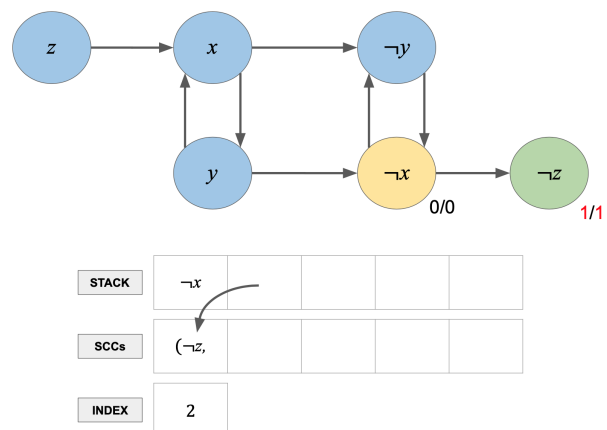 z x ¬y
y ¬x ¬z
0/0
1/1
STACK ¬x
SCCs (¬z,
INDEX 2